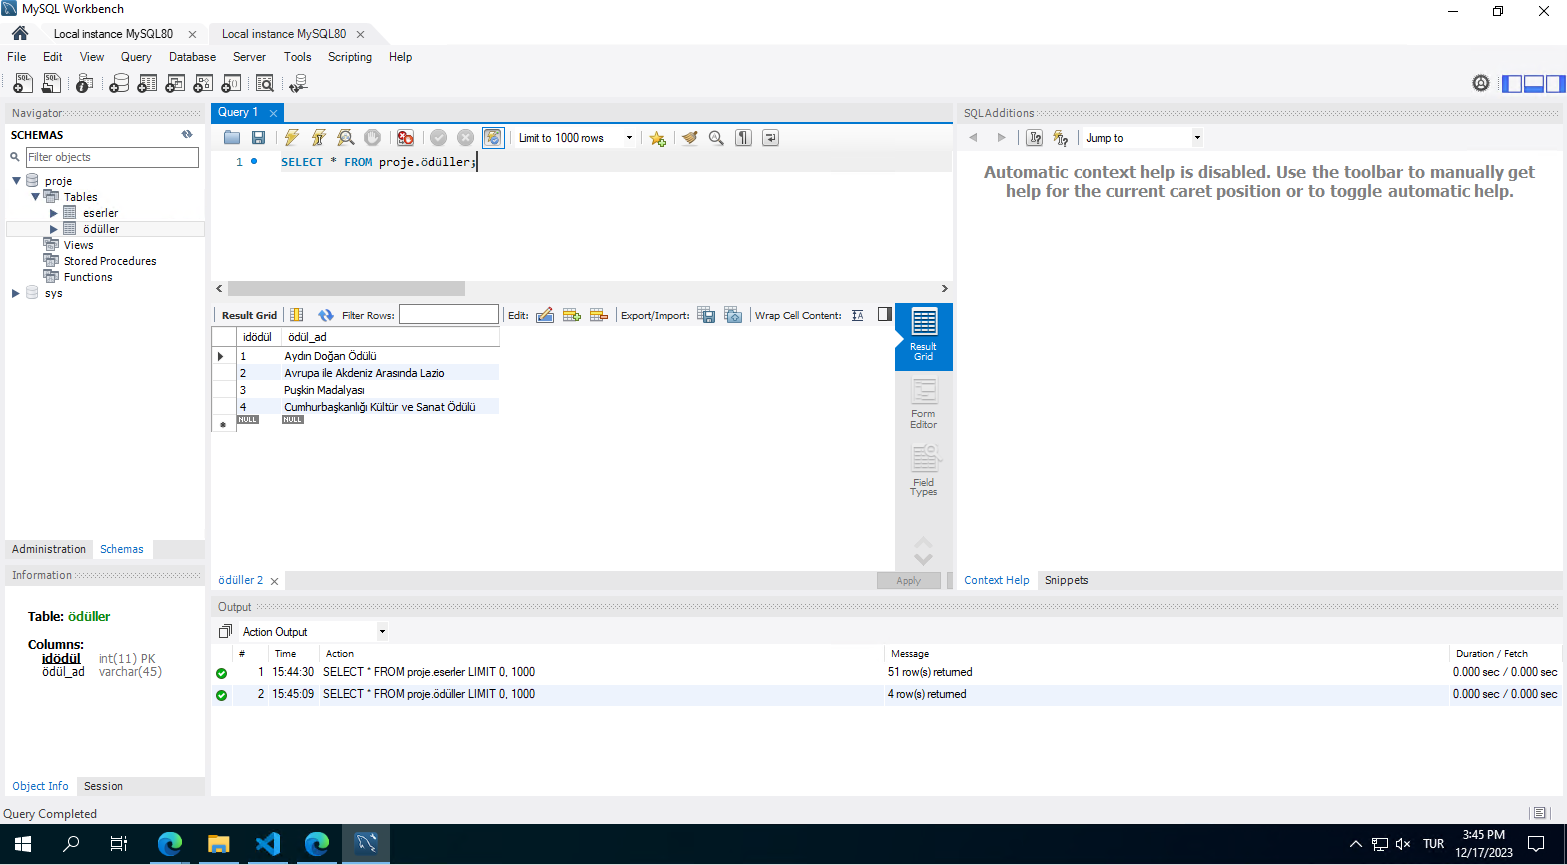 MySQL Workbench
Local instance MySQL80
Local instance MySQL80
File Edit View Query Database Server Tools Scripting Help
Navigator
SCHEMAS
Filter objects
proje
Tables
eserler
ödüller
Views
Stored Procedures
Functions
sys
Administration Schemas
Information
Table: ödüller
Columns:
idödül int(11) PK
ödül_ad varchar(45)
Object Info Session
Query 1
Limit to 1000 rows
1 SELECT * FROM proje.ödüller;
Result Grid Filter Rows: Edit: Export/Import: Wrap Cell Content:
idödül ödül_ad
1 Aydın Doğan Ödülü
2 Avrupa ile Akdeniz Arasında Lazio
3 Puşkin Madalyası
4 Cumhurbaşkanlığı Kültür ve Sanat Ödülü
NULL NULL
Result
Grid
Form
Editor
Field
Types
ödüller 2
Apply
SQLAdditions
Jump to
Automatic context help is disabled. Use the toolbar to manually get
help for the current caret position or to toggle automatic help.
Context Help Snippets
Output
Action Output
# Time Action Message Duration / Fetch
1 15:44:30 SELECT * FROM proje.eserler LIMIT 0, 1000 51 row(s) returned 0.000 sec / 0.000 sec
2 15:45:09 SELECT * FROM proje.ödüller LIMIT 0, 1000 4 row(s) returned 0.000 sec / 0.000 sec
Query Completed
TUR
3:45 PM
12/17/2023